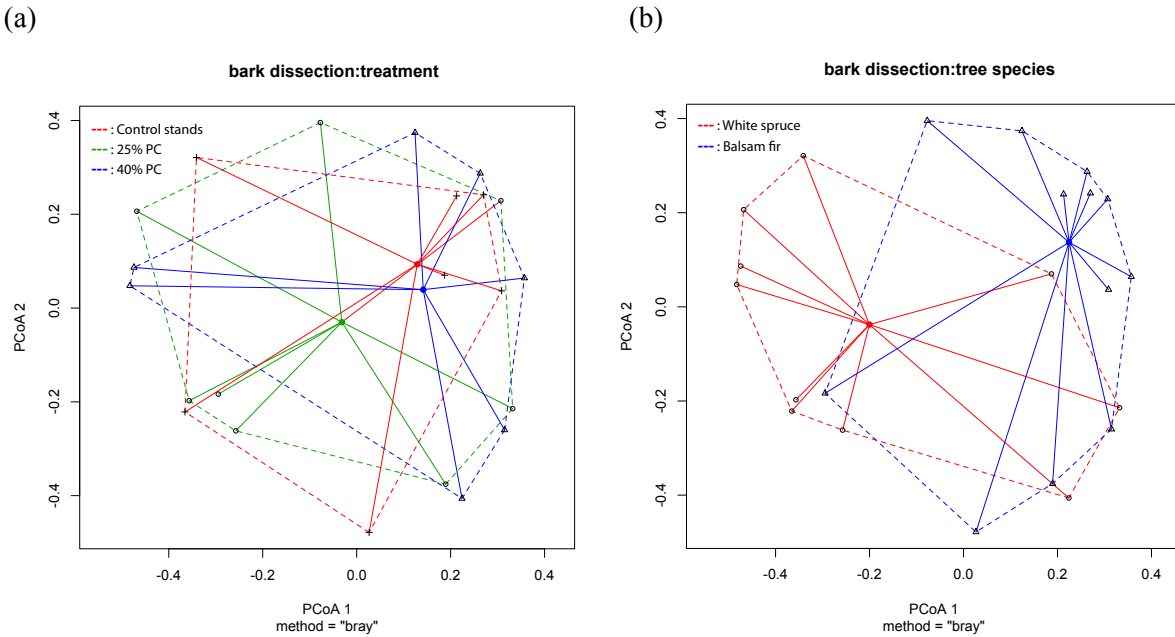 (a)
bark dissection:treatment
: Control stands
: 25% PC
: 40% PC
0.4
0.2
0.0
-0.2
-0.4
PCoA 2
-0.4 -0.2 0.0 0.2 0.4
PCoA 1
method = "bray"
(b)
bark dissection:tree species
: White spruce
: Balsam fir
0.4
0.2
0.0
-0.2
-0.4
PCoA 2
-0.4 -0.2 0.0 0.2 0.4
PCoA 1
method = "bray"